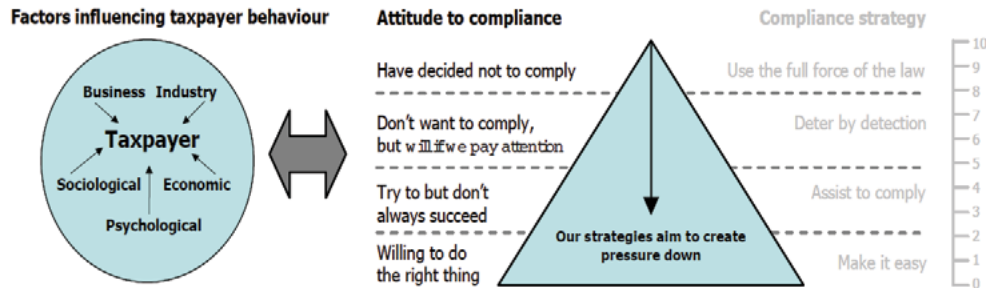 Factors influencing taxpayer behaviour
Business Industry
Taxpayer
Sociological Economic
Psychological
Attitude to compliance
Have decided not to comply
Don't want to comply,
but will if we pay attention
Try to but don't
always succeed
Willing to do
the right thing
Our strategies aim to create
pressure down
Compliance strategy
Use the full force of the law
Deter by detection
Assist to comply
Make it easy
10
9
8
7
6
5
4
3
2
1
0